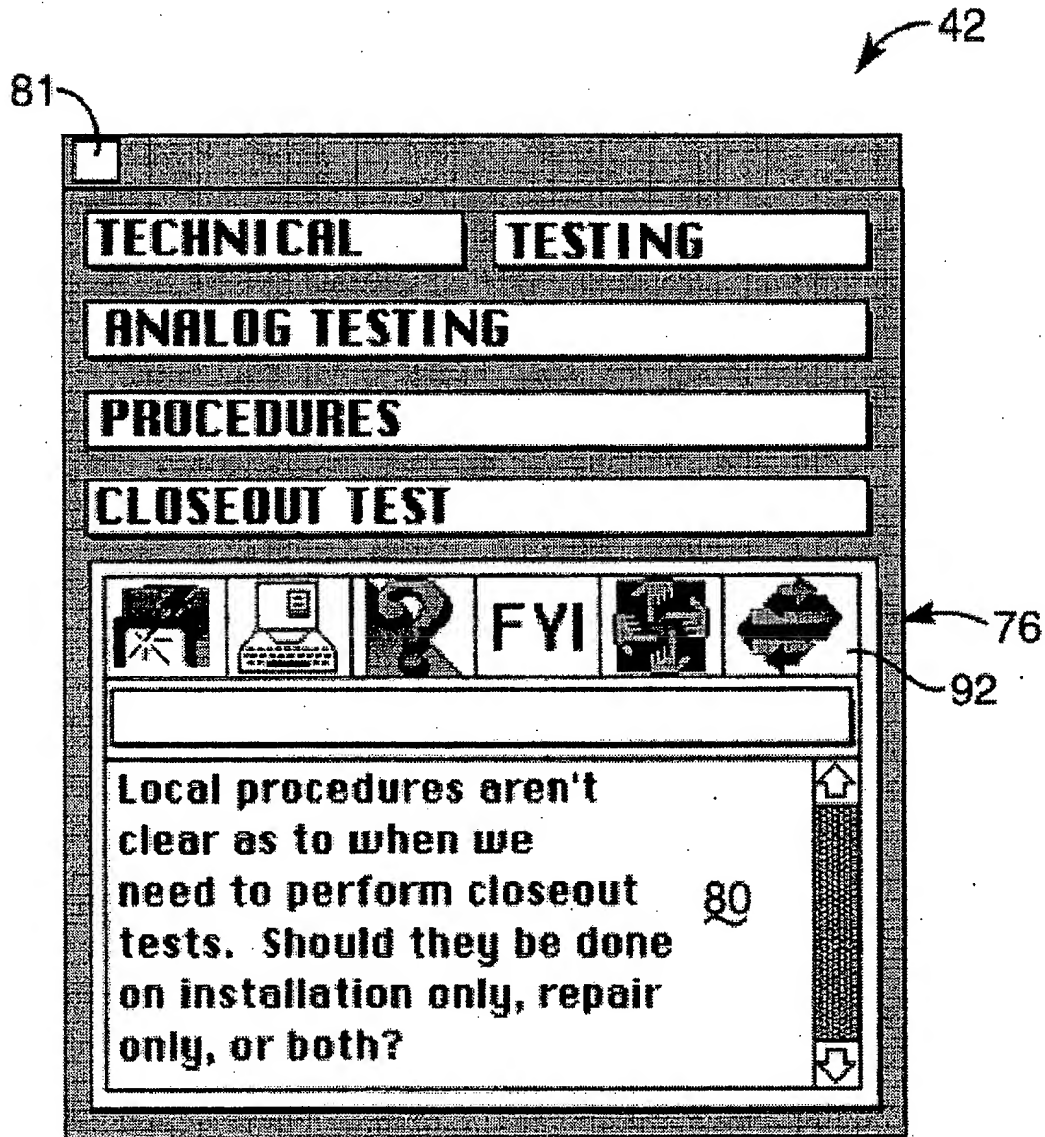 42
81
TECHNICAL TESTING
ANALOG TESTING
PROCEDURES
CLOSEOUT TEST
FYI
76
92
Local procedures aren't
clear as to when we
need to perform closeout
tests. Should they be done
on installation only, repair
only, or both?
80